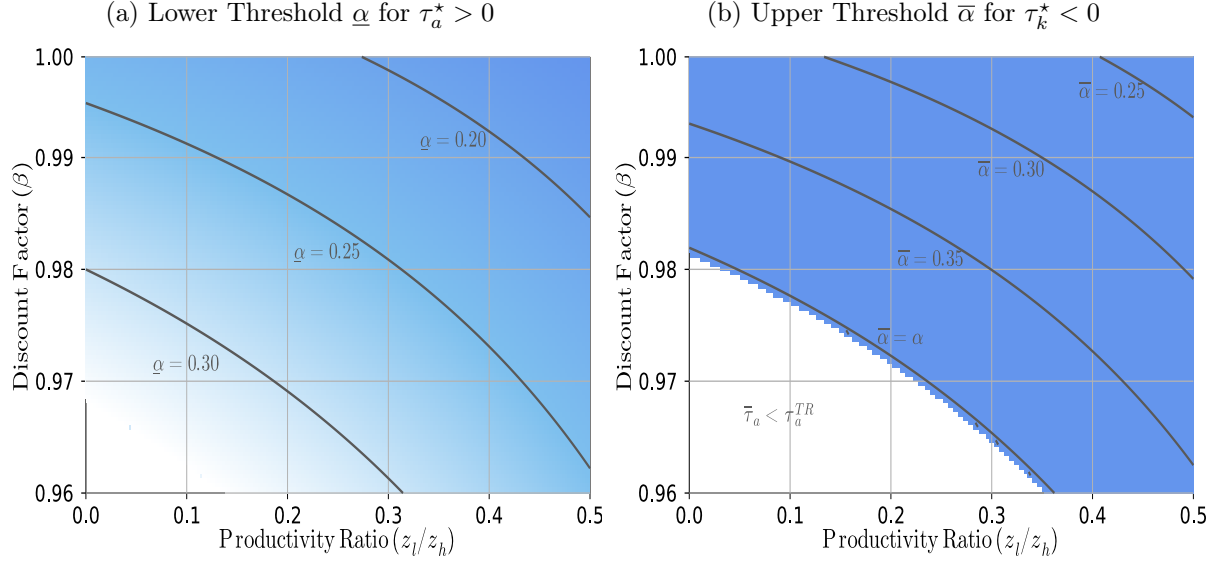 (a) Lower Threshold α̲ for τₐ⋆ > 0
1.00
0.99
0.98
0.97
0.96
Discount Factor (β)
α̲ = 0.20
α̲ = 0.25
α̲ = 0.30
0.0 0.1 0.2 0.3 0.4 0.5
Productivity Ratio (z_l/z_h)
(b) Upper Threshold α̅ for τ_k⋆ < 0
1.00
0.99
0.98
0.97
0.96
Discount Factor (β)
α̅ = 0.25
α̅ = 0.30
α̅ = 0.35
α̅ = α
τ̅ₐ < τₐ^TR
0.0 0.1 0.2 0.3 0.4 0.5
Productivity Ratio (z_l/z_h)